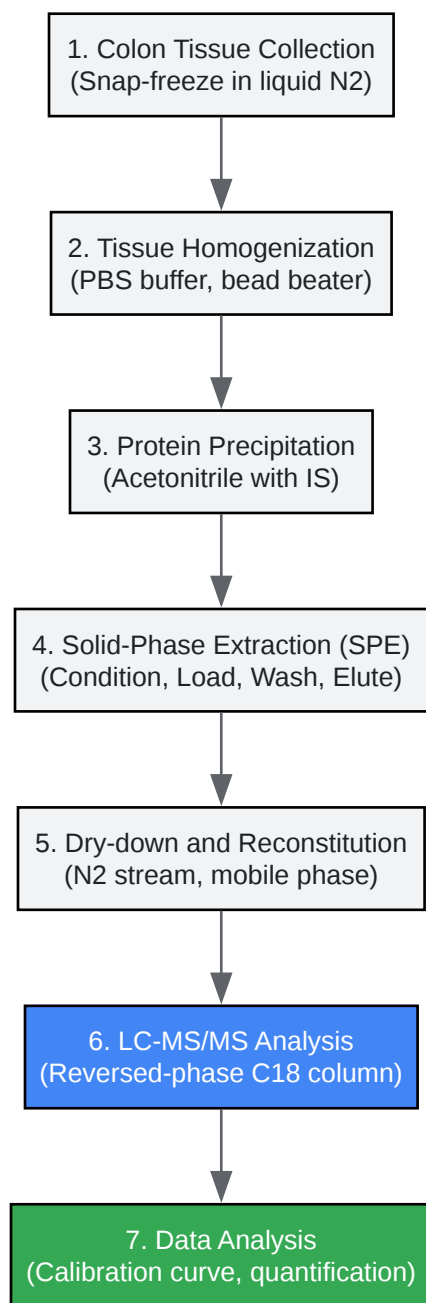 1. Colon Tissue Collection
(Snap-freeze in liquid N2)
2. Tissue Homogenization
(PBS buffer, bead beater)
3. Protein Precipitation
(Acetonitrile with IS)
4. Solid-Phase Extraction (SPE)
(Condition, Load, Wash, Elute)
5. Dry-down and Reconstitution
(N2 stream, mobile phase)
6. LC-MS/MS Analysis
(Reversed-phase C18 column)
7. Data Analysis
(Calibration curve, quantification)